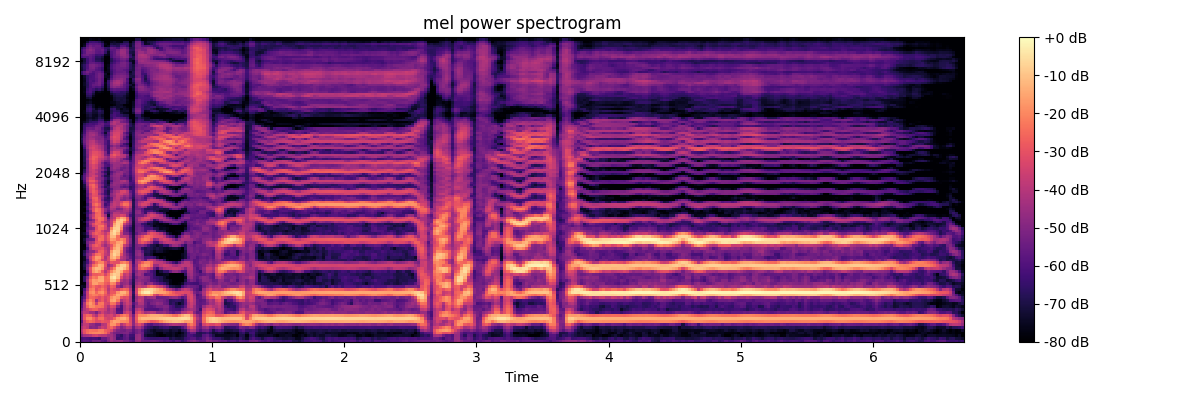 mel power spectrogram
8192
4096
2048
1024
512
0
Hz
0 1 2 3 4 5 6
Time
+0 dB
-10 dB
-20 dB
-30 dB
-40 dB
-50 dB
-60 dB
-70 dB
-80 dB